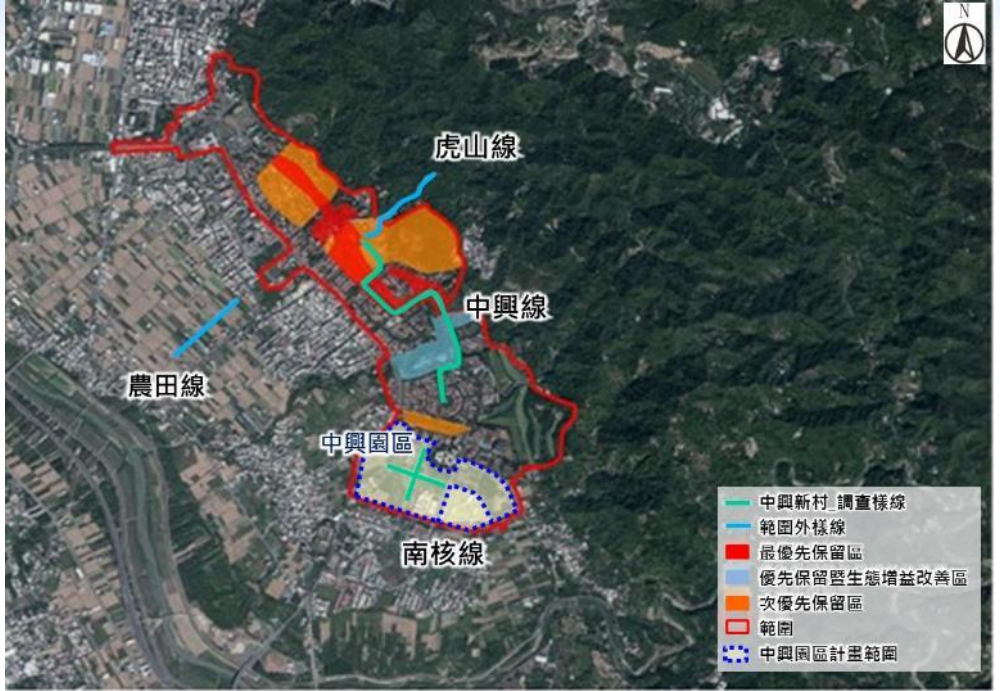 N
虎山線
中興線
農田線
中興園區
南核線
中興新村_調查樣線
範圍外樣線
最優先保留區
優先保留暨生態增益改善區
次優先保留區
範圍
中興園區計畫範圍